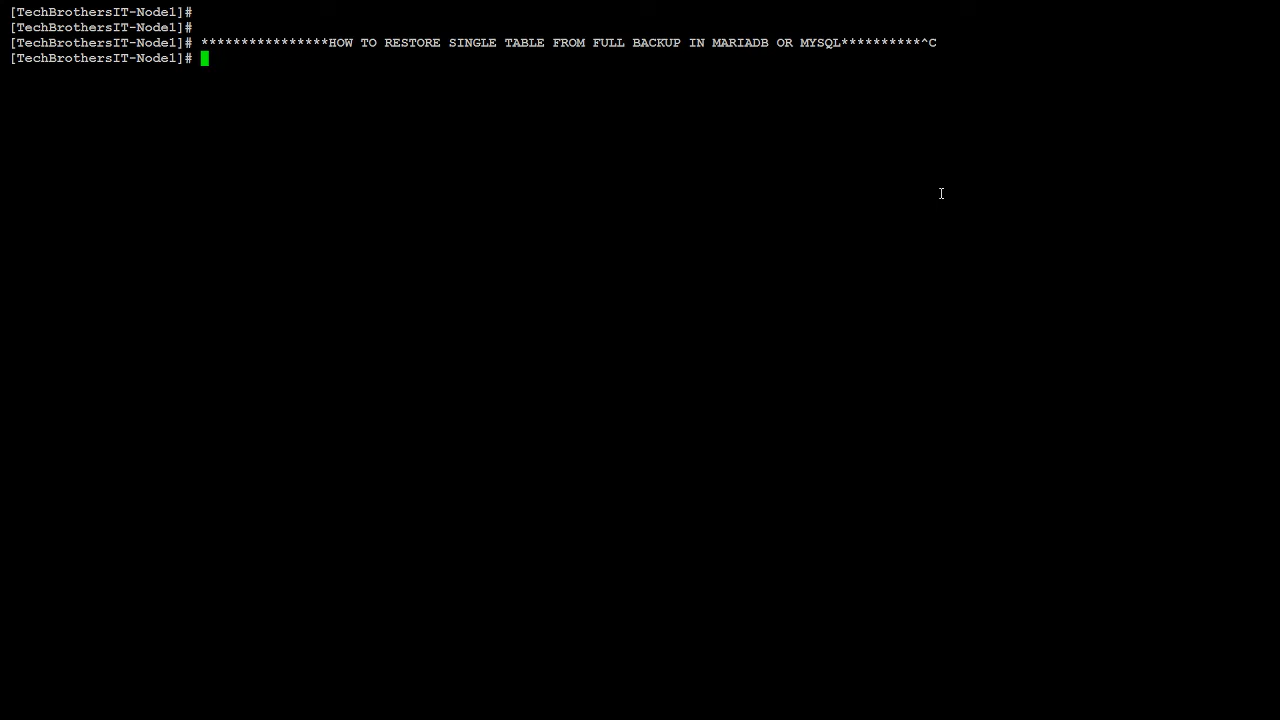 [TechBrothersIT-Node1]#
[TechBrothersIT-Node1]#
[TechBrothersIT-Node1]# ****************HOW TO RESTORE SINGLE TABLE FROM FULL BACKUP IN MARIADB OR MYSQL**********^C
[TechBrothersIT-Node1]#